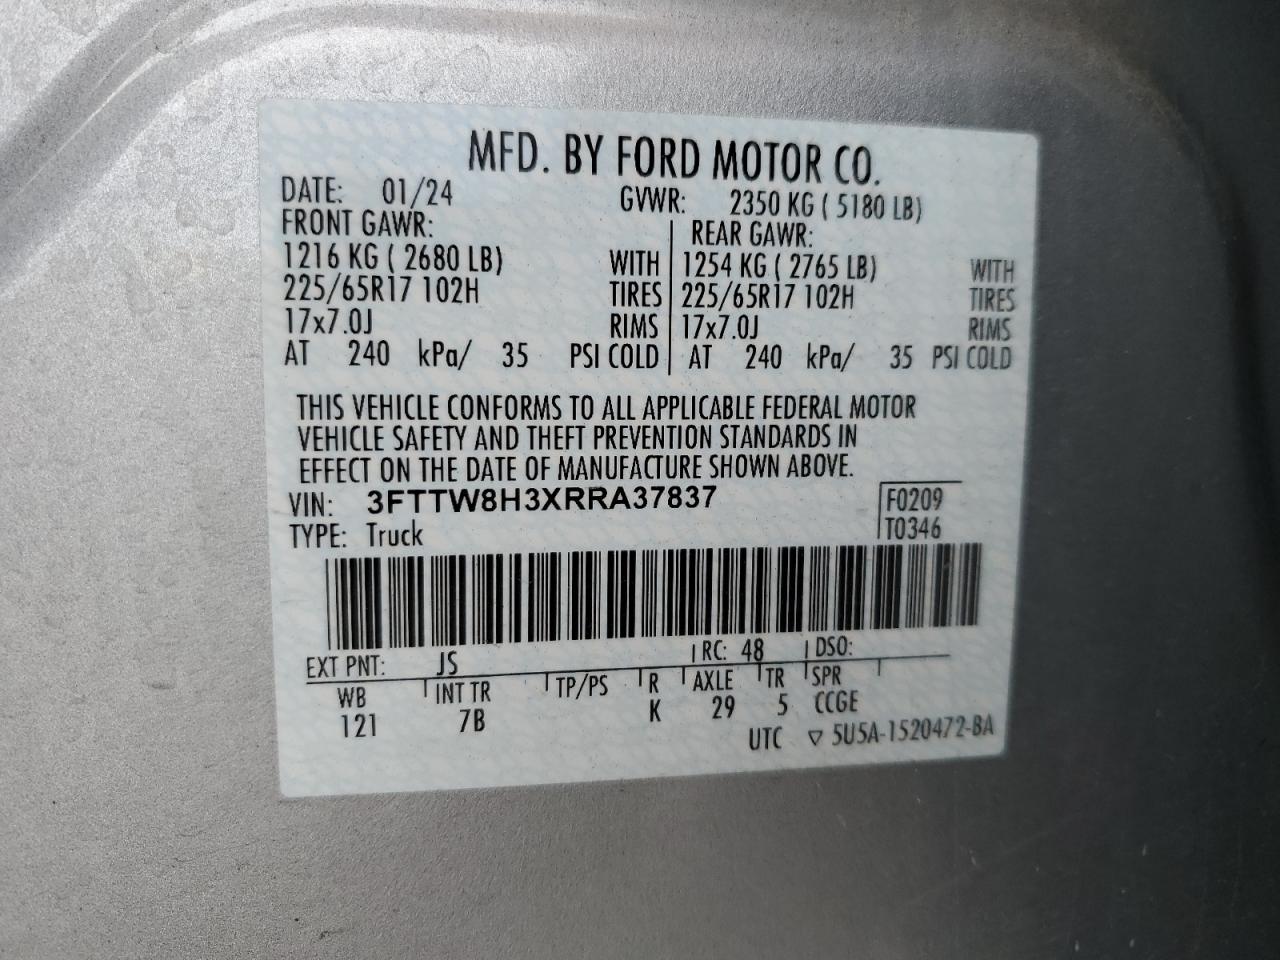 MFD. BY FORD MOTOR CO.
DATE: 01/24 GVWR: 2350 KG ( 5180 LB)
FRONT GAWR: REAR GAWR:
1216 KG ( 2680 LB) WITH 1254 KG ( 2765 LB) WITH
225/65R17 102H TIRES 225/65R17 102H TIRES
17x7.0J RIMS 17x7.0J RIMS
AT 240 kPa/ 35 PSI COLD AT 240 kPa/ 35 PSI COLD
THIS VEHICLE CONFORMS TO ALL APPLICABLE FEDERAL MOTOR
VEHICLE SAFETY AND THEFT PREVENTION STANDARDS IN
EFFECT ON THE DATE OF MANUFACTURE SHOWN ABOVE.
VIN: 3FTTW8H3XRRA37837 F0209
TYPE: Truck T0346
EXT PNT: JS RC: 48 DSO:
WB INT TR TP/PS R AXLE TR SPR
121 7B K 29 5 CCGE
UTC ▽ 5U5A-1520472-BA